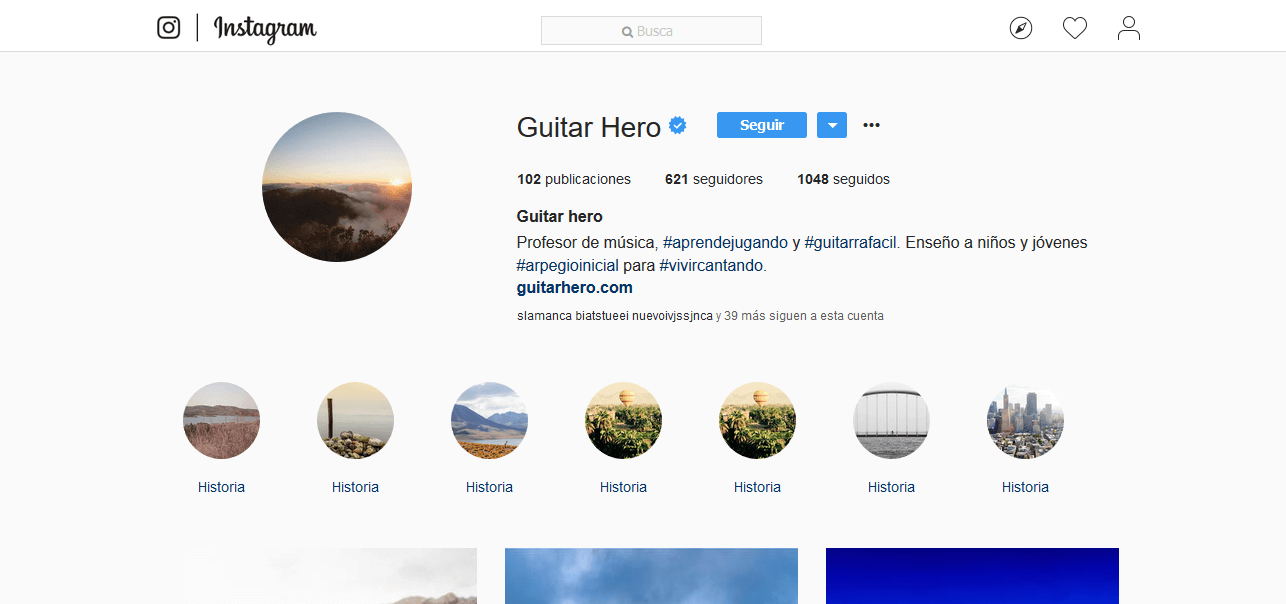 Instagram
Busca
Guitar Hero
Seguir
102 publicaciones 621 seguidores 1048 seguidos
Guitar hero
Profesor de música, #aprendejugando y #guitarrafacil. Enseño a niños y jóvenes
#arpegioinicial para #vivircantando.
guitarhero.com
slamanca biatstueei nuevoivjssjnca y 39 más siguen a esta cuenta
Historia Historia Historia Historia Historia Historia Historia